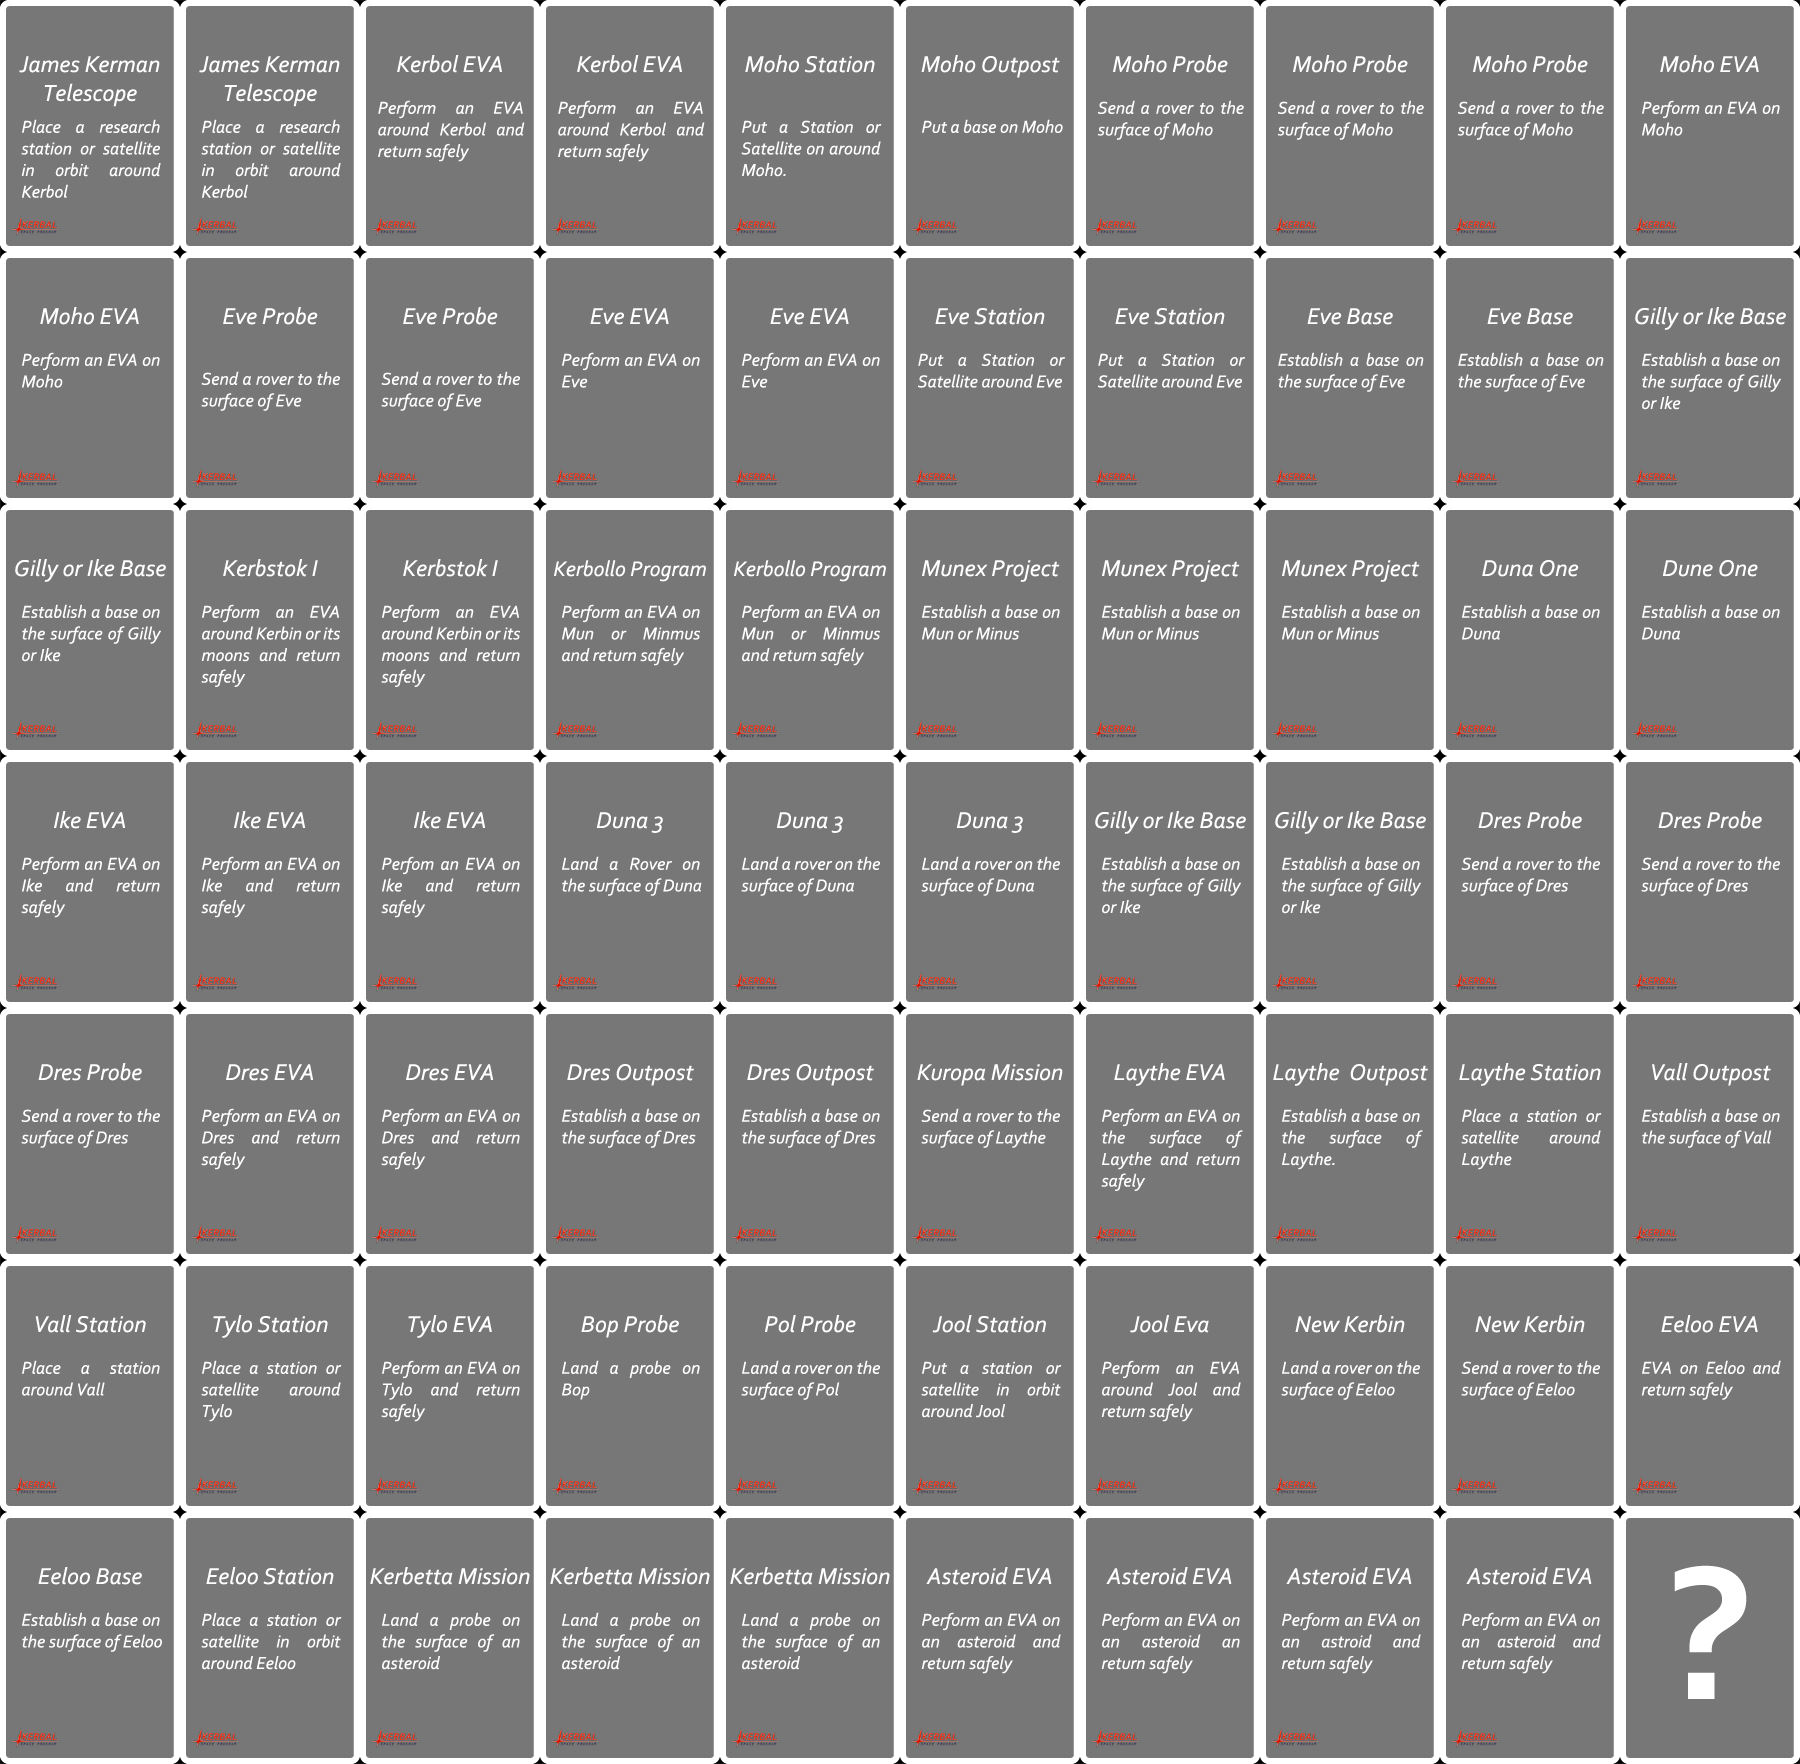 James Kerman
Telescope
Place a research
station or satellite
in orbit around
Kerbol
James Kerman
Telescope
Place a research
station or satellite
in orbit around
Kerbol
Kerbol EVA
Perform an EVA
around Kerbol and
return safely
Kerbol EVA
Perform an EVA
around Kerbol and
return safely
Moho Station
Put a Station or
Satellite on around
Moho.
Moho Outpost
Put a base on Moho
Moho Probe
Send a rover to the
surface of Moho
Moho Probe
Send a rover to the
surface of Moho
Moho Probe
Send a rover to the
surface of Moho
Moho EVA
Perform an EVA on
Moho
Moho EVA
Perform an EVA on
Moho
Eve Probe
Send a rover to the
surface of Eve
Eve Probe
Send a rover to the
surface of Eve
Eve EVA
Perform an EVA on
Eve
Eve EVA
Perform an EVA on
Eve
Eve Station
Put a Station or
Satellite around Eve
Eve Station
Put a Station or
Satellite around Eve
Eve Base
Establish a base on
the surface of Eve
Eve Base
Establish a base on
the surface of Eve
Gilly or Ike Base
Establish a base on
the surface of Gilly
or Ike
Gilly or Ike Base
Establish a base on
the surface of Gilly
or Ike
Kerbstok I
Perform an EVA
around Kerbin or its
moons and return
safely
Kerbstok I
Perform an EVA
around Kerbin or its
moons and return
safely
Kerbollo Program
Perform an EVA on
Mun or Minmus
and return safely
Kerbollo Program
Perform an EVA on
Mun or Minmus
and return safely
Munex Project
Establish a base on
Mun or Minus
Munex Project
Establish a base on
Mun or Minus
Munex Project
Establish a base on
Mun or Minus
Duna One
Establish a base on
Duna
Dune One
Establish a base on
Duna
Ike EVA
Perform an EVA on
Ike and return
safely
Ike EVA
Perform an EVA on
Ike and return
safely
Ike EVA
Perfom an EVA on
Ike and return
safely
Duna 3
Land a Rover on
the surface of Duna
Duna 3
Land a rover on the
surface of Duna
Duna 3
Land a rover on the
surface of Duna
Gilly or Ike Base
Establish a base on
the surface of Gilly
or Ike
Gilly or Ike Base
Establish a base on
the surface of Gilly
or Ike
Dres Probe
Send a rover to the
surface of Dres
Dres Probe
Send a rover to the
surface of Dres
Dres Probe
Send a rover to the
surface of Dres
Dres EVA
Perform an EVA on
Dres and return
safely
Dres EVA
Perform an EVA on
Dres and return
safely
Dres Outpost
Establish a base on
the surface of Dres
Dres Outpost
Establish a base on
the surface of Dres
Kuropa Mission
Send a rover to the
surface of Laythe
Laythe EVA
Perform an EVA on
the surface of
Laythe and return
safely
Laythe Outpost
Establish a base on
the surface of
Laythe.
Laythe Station
Place a station or
satellite around
Laythe
Vall Outpost
Establish a base on
the surface of Vall
Vall Station
Place a station
around Vall
Tylo Station
Place a station or
satellite around
Tylo
Tylo EVA
Perform an EVA on
Tylo and return
safely
Bop Probe
Land a probe on
Bop
Pol Probe
Land a rover on the
surface of Pol
Jool Station
Put a station or
satellite in orbit
around Jool
Jool Eva
Perform an EVA
around Jool and
return safely
New Kerbin
Land a rover on the
surface of Eeloo
New Kerbin
Send a rover to the
surface of Eeloo
Eeloo EVA
EVA on Eeloo and
return safely
Eeloo Base
Establish a base on
the surface of Eeloo
Eeloo Station
Place a station or
satellite in orbit
around Eeloo
Kerbetta Mission
Land a probe on
the surface of an
asteroid
Kerbetta Mission
Land a probe on
the surface of an
asteroid
Kerbetta Mission
Land a probe on
the surface of an
asteroid
Asteroid EVA
Perform an EVA on
an asteroid and
return safely
Asteroid EVA
Perform an EVA on
an asteroid an
return safely
Asteroid EVA
Perform an EVA on
an astroid and
return safely
Asteroid EVA
Perform an EVA on
an asteroid and
return safely
?